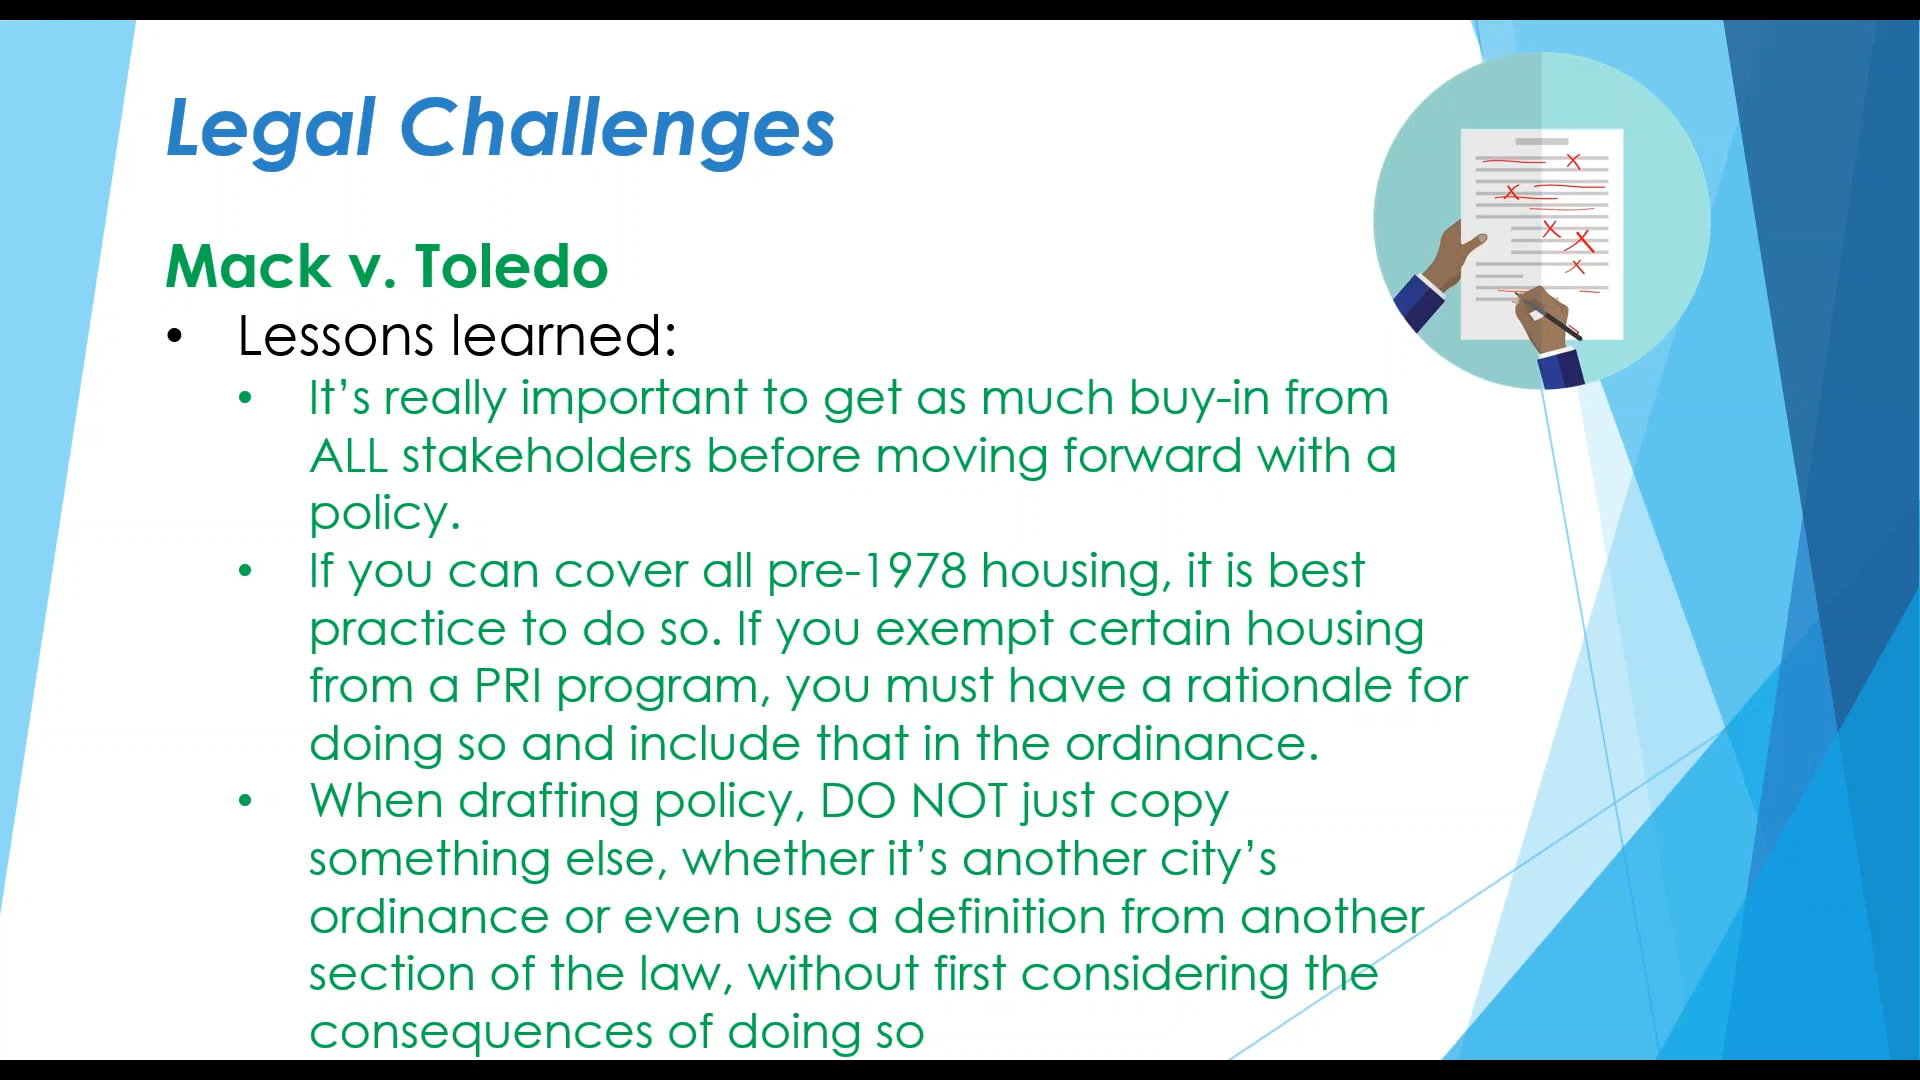 Legal Challenges
Mack v. Toledo
• Lessons learned:
• It’s really important to get as much buy-in from
ALL stakeholders before moving forward with a
policy.
• If you can cover all pre-1978 housing, it is best
practice to do so. If you exempt certain housing
from a PRI program, you must have a rationale for
doing so and include that in the ordinance.
• When drafting policy, DO NOT just copy
something else, whether it’s another city’s
ordinance or even use a definition from another
section of the law, without first considering the
consequences of doing so